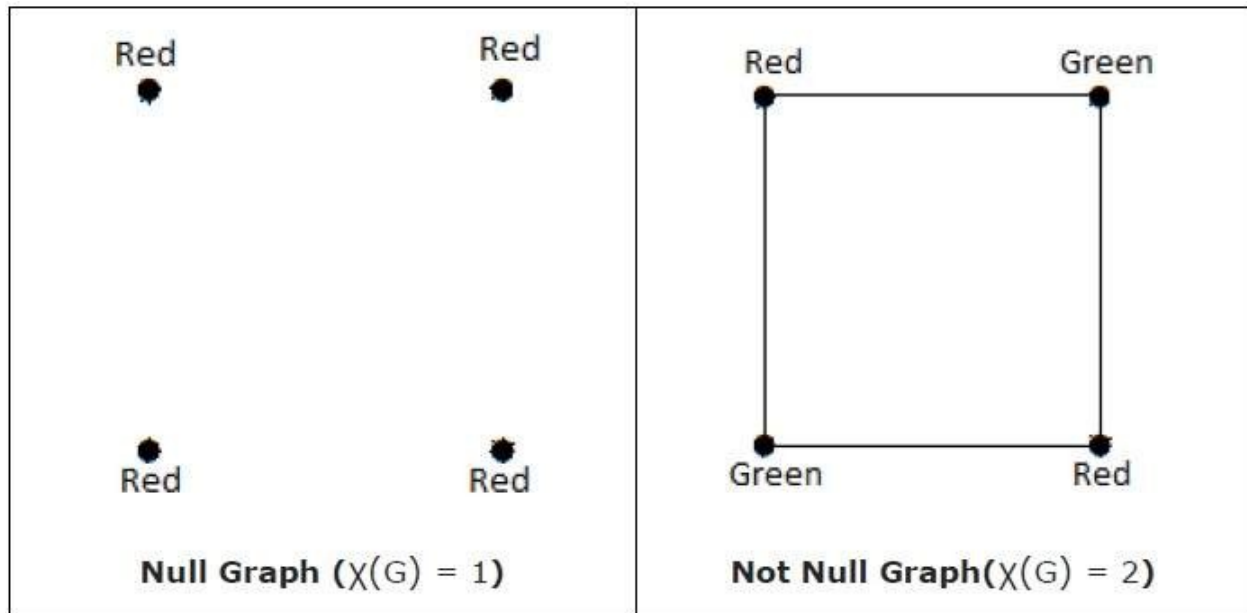 Red
Red
Red
Red
Null Graph (χ(G) = 1)
Red
Green
Green
Red
Not Null Graph(χ(G) = 2)